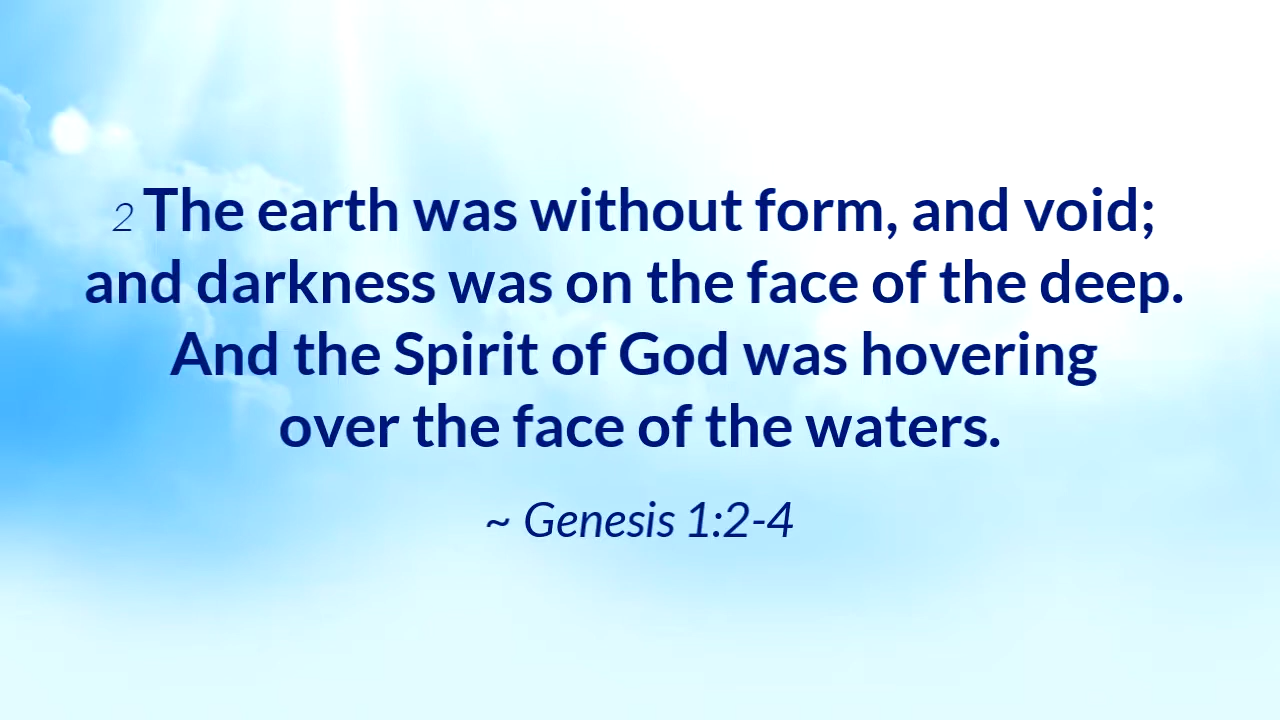 2 The earth was without form, and void;
and darkness was on the face of the deep.
And the Spirit of God was hovering
over the face of the waters.
~ Genesis 1:2-4